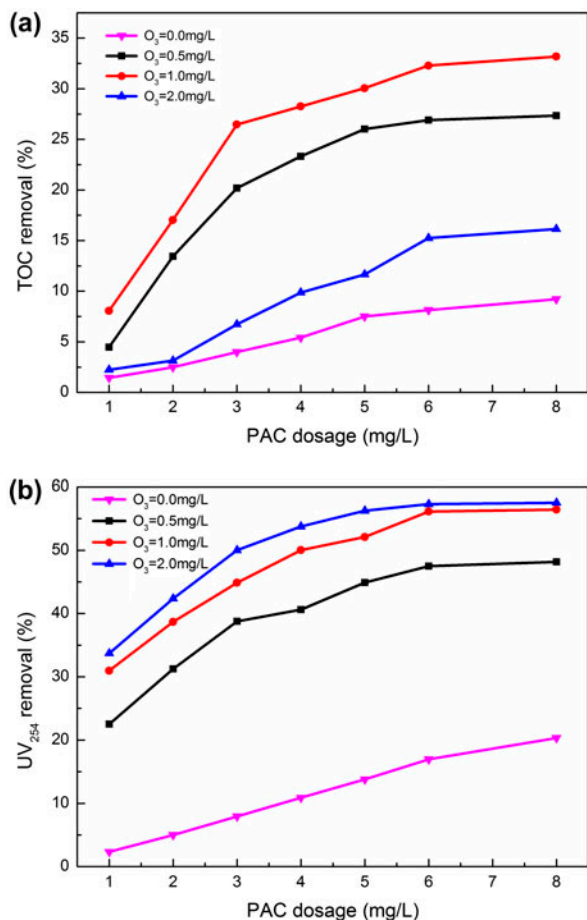 (a)
O₃=0.0mg/L
O₃=0.5mg/L
O₃=1.0mg/L
O₃=2.0mg/L
35
30
25
20
15
10
5
0
TOC removal (%)
1 2 3 4 5 6 7 8
PAC dosage (mg/L)
(b)
60
O₃=0.0mg/L
O₃=0.5mg/L
O₃=1.0mg/L
O₃=2.0mg/L
50
40
30
20
10
0
UV₂₅₄ removal (%)
1 2 3 4 5 6 7 8
PAC dosage (mg/L)